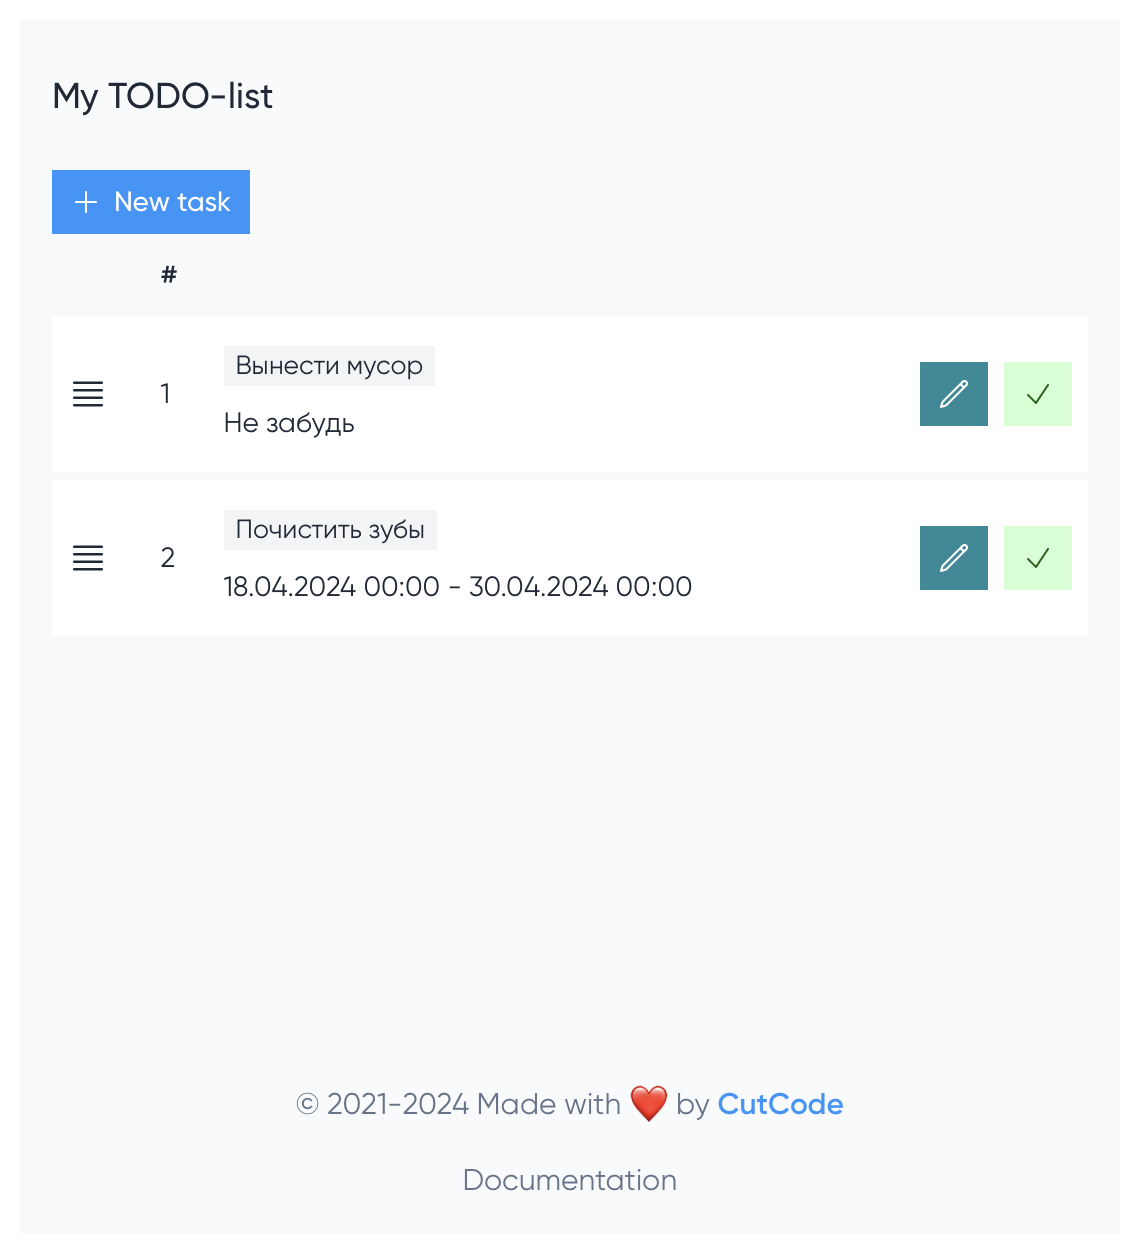 My TODO-list
New task
#
1
Вынести мусор
Не забудь
2
Почистить зубы
18.04.2024 00:00 - 30.04.2024 00:00
© 2021-2024 Made with ❤️ by CutCode
Documentation